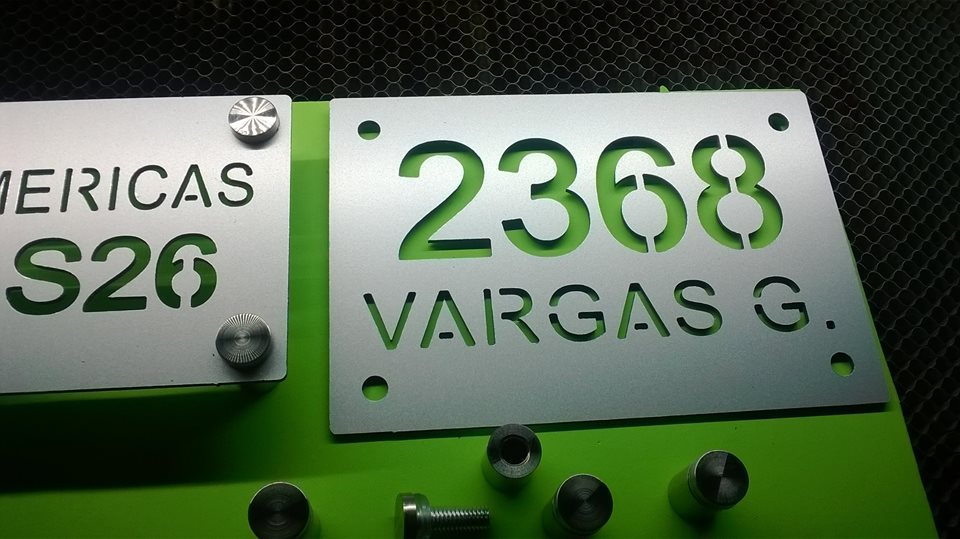 MERICAS
S26
2368
VARGAS G.